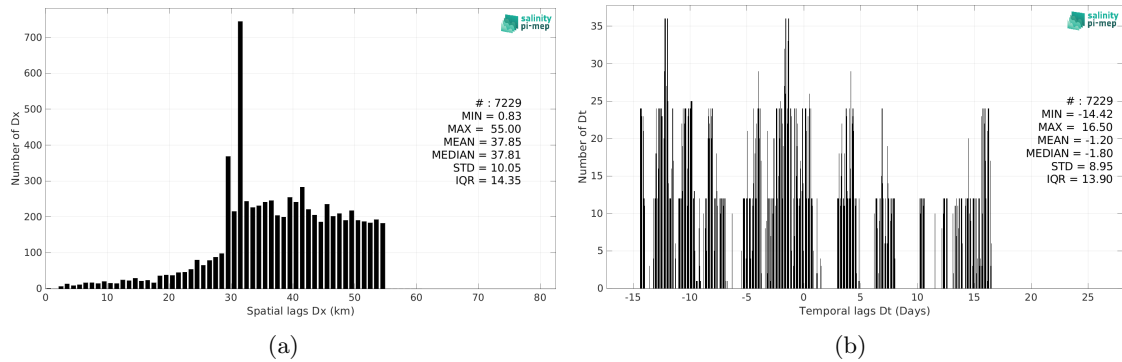 700
600
500
400
300
200
100
0
Number of Dx
salinity
pi-mep
# : 7229
MIN = 0.83
MAX = 55.00
MEAN = 37.85
MEDIAN = 37.81
STD = 10.05
IQR = 14.35
0 10 20 30 40 50 60 70 80
Spatial lags Dx (km)
(a)
35
30
25
20
15
10
5
0
Number of Dt
salinity
pi-mep
# : 7229
MIN = -14.42
MAX = 16.50
MEAN = -1.20
MEDIAN = -1.80
STD = 8.95
IQR = 13.90
-15 -10 -5 0 5 10 15 20 25
Temporal lags Dt (Days)
(b)